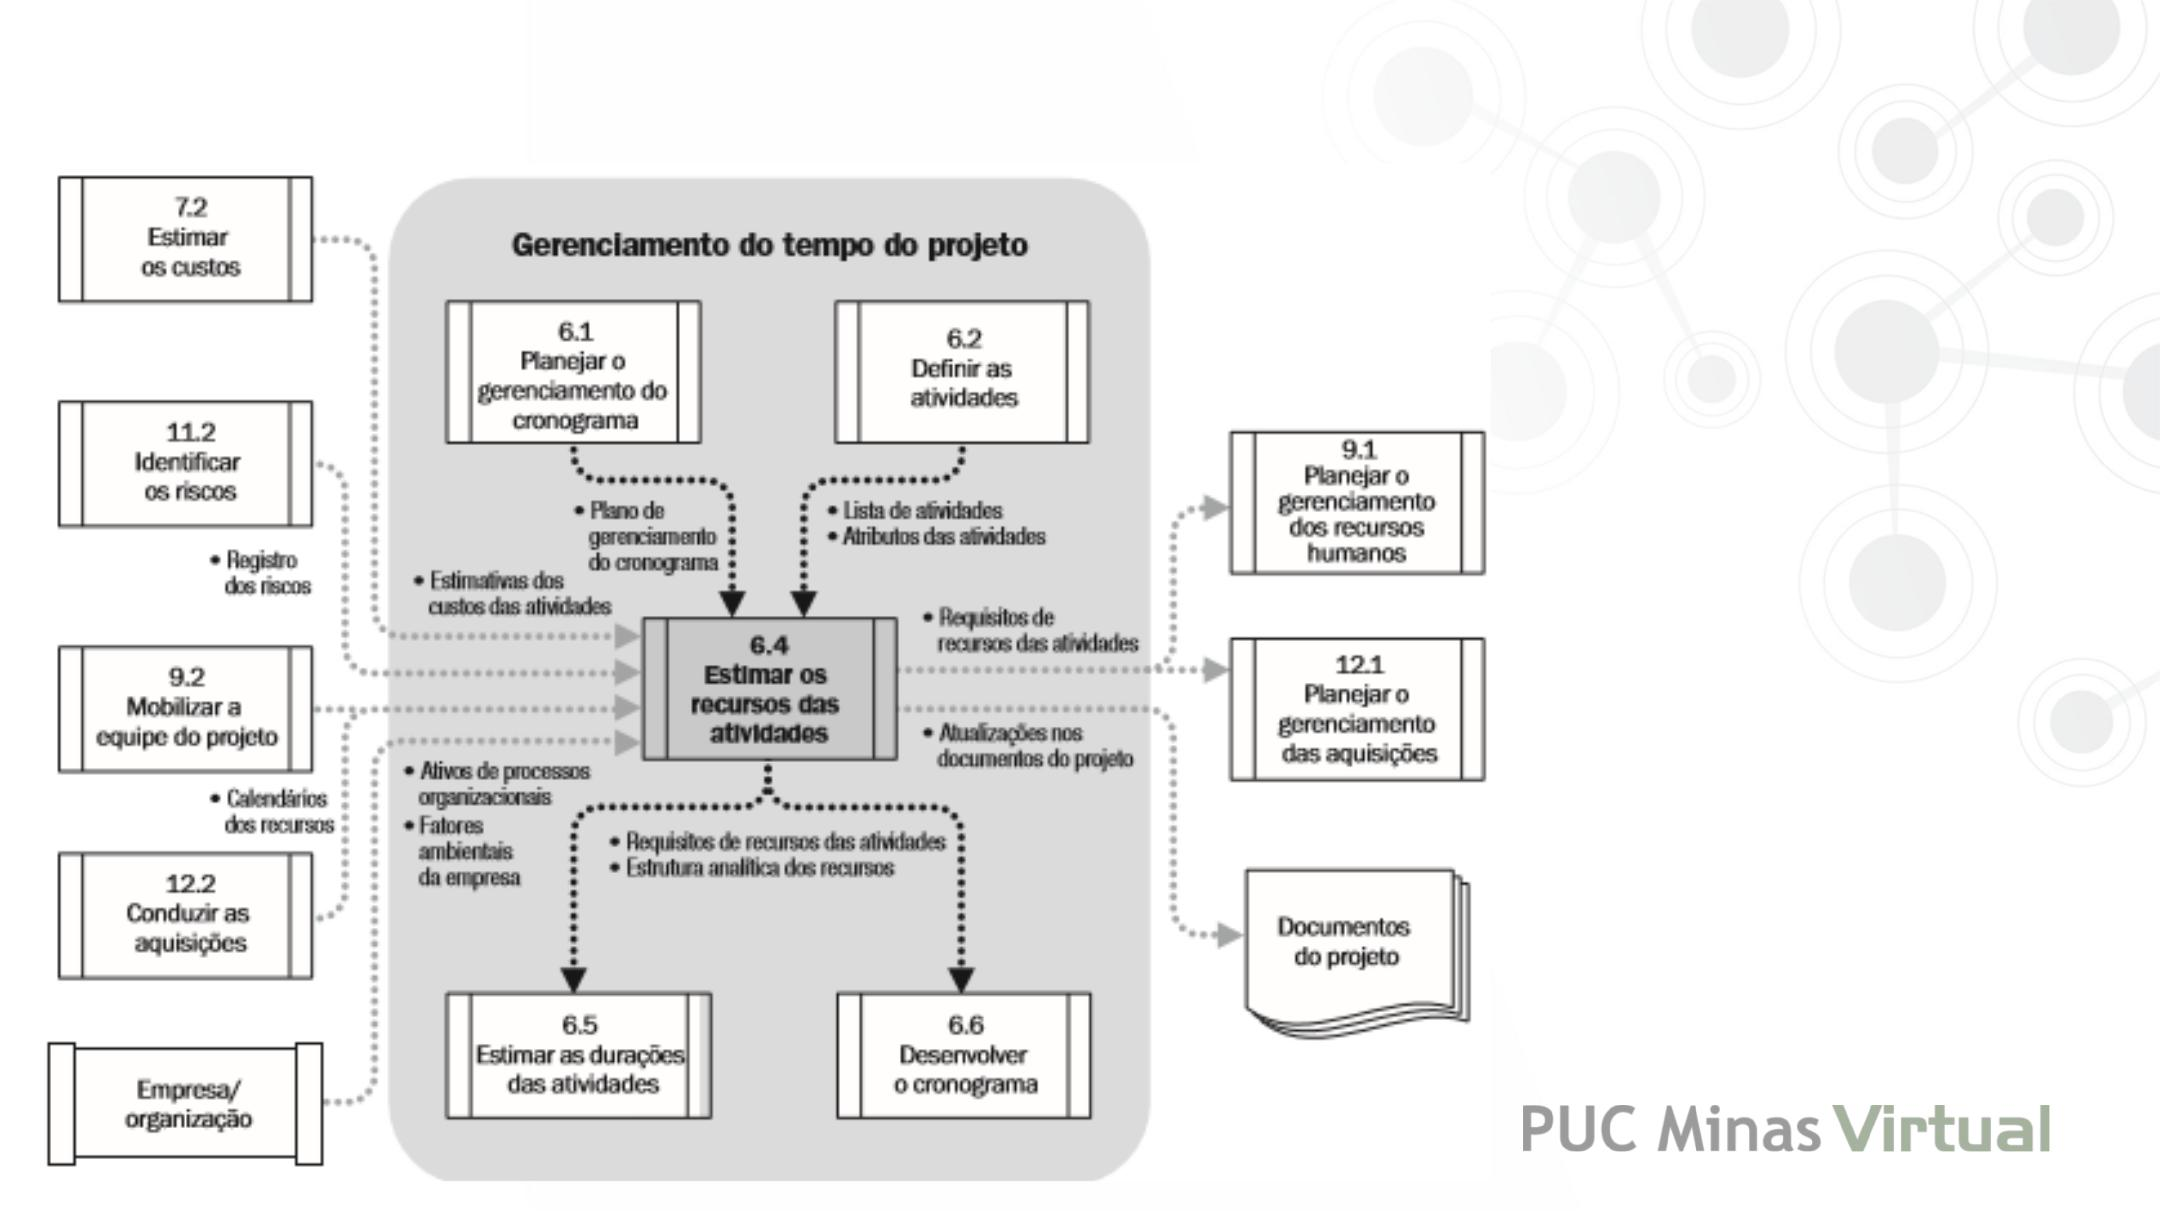 7.2
Estimar
os custos
11.2
Identificar
os riscos
• Registro
dos riscos
9.2
Mobilizar a
equipe do projeto
• Calendários
dos recursos
12.2
Conduzir as
aquisições
Empresa/
organização
Gerenciamento do tempo do projeto
6.1
Planejar o
gerenciamento do
cronograma
6.2
Definir as
atividades
• Plano de
gerenciamento
do cronograma
• Lista de atividades
• Atributos das atividades
• Estimativas dos
custos das atividades
6.4
Estimar os
recursos das
atividades
• Requisitos de
recursos das atividades
• Atualizações nos
documentos do projeto
• Ativos de processos
organizacionais
• Fatores
ambientais
da empresa
• Requisitos de recursos das atividades
• Estrutura analítica dos recursos
6.5
Estimar as durações
das atividades
6.6
Desenvolver
o cronograma
9.1
Planejar o
gerenciamento
dos recursos
humanos
12.1
Planejar o
gerenciamento
das aquisições
Documentos
do projeto
PUC Minas Virtual